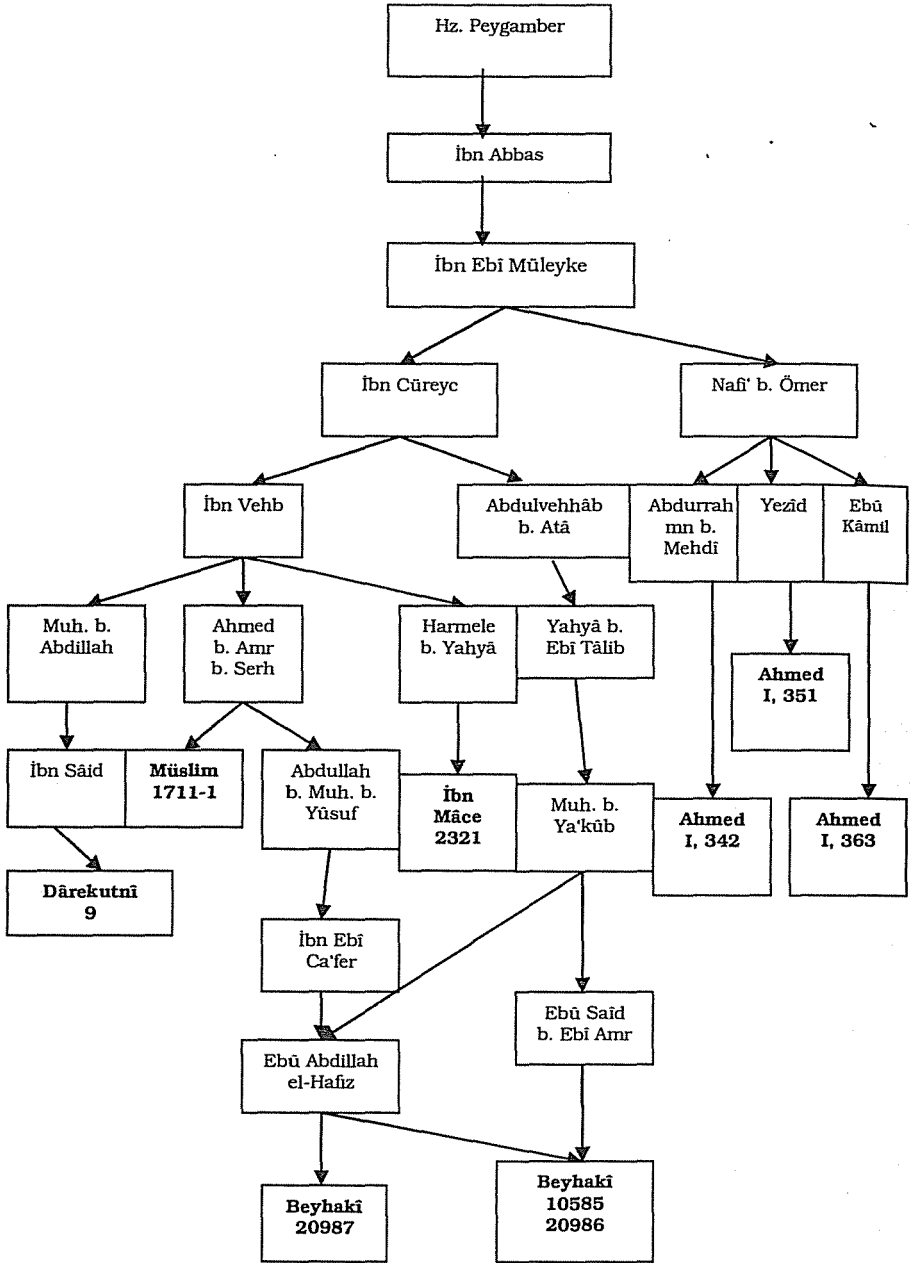 Hz. Peygamber
İbn Abbas
İbn Ebî Müleyke
İbn Cüreyc
Nafi‘ b. Ömer
İbn Vehb
Abdulvehhâb
b. Atâ
Abdurrah
mn b.
Mehdî
Yezîd
Ebû
Kâmil
Muh. b.
Abdillah
Ahmed
b. Amr
b. Serh
Harmele
b. Yahyâ
Yahyâ b.
Ebî Tâlib
Ahmed
I, 351
İbn Sâid
Müslim
1711-1
Abdullah
b. Muh. b.
Yûsuf
İbn
Mâce
2321
Muh. b.
Ya‘kûb
Ahmed
I, 342
Ahmed
I, 363
Dârekutnî
9
İbn Ebî
Ca‘fer
Ebû Saîd
b. Ebî Amr
Ebû Abdillah
el-Hafız
Beyhakî
20987
Beyhakî
10585
20986